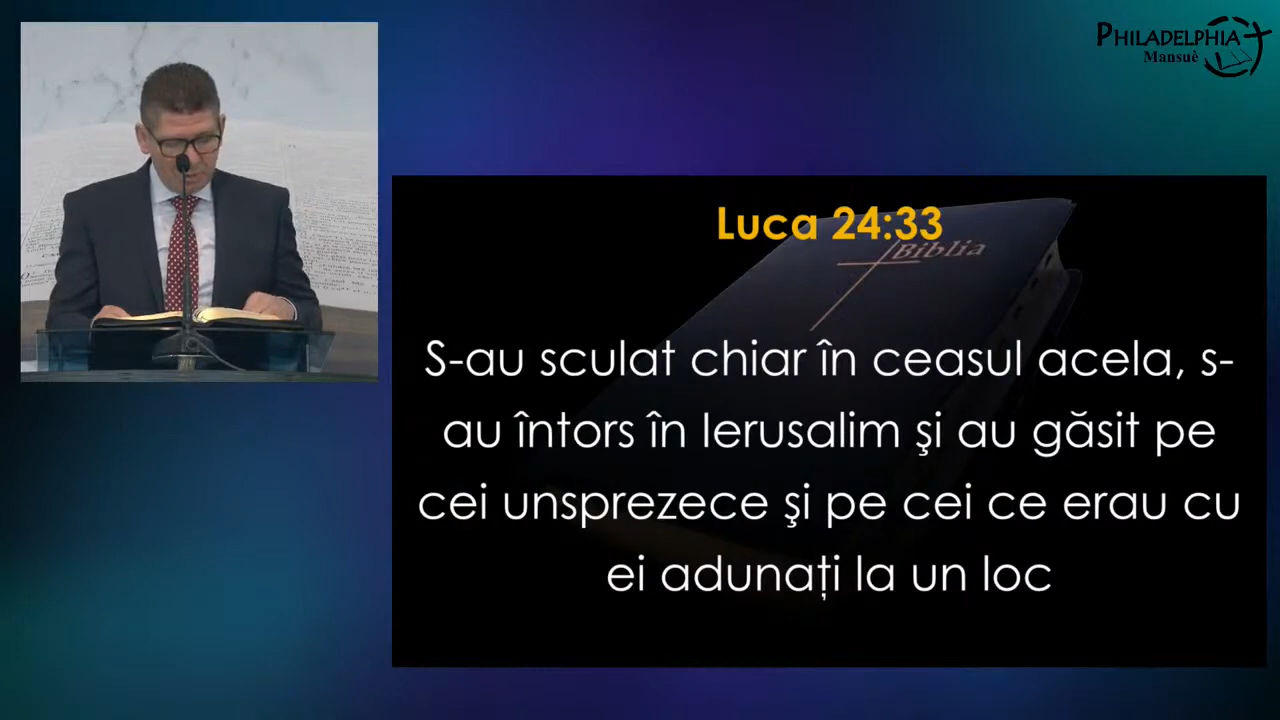 PHILADELPHIA
Mansuè
Luca 24:33
Biblia
S-au sculat chiar în ceasul acela, s-
au întors în Ierusalim şi au găsit pe
cei unsprezece şi pe cei ce erau cu
ei adunați la un loc